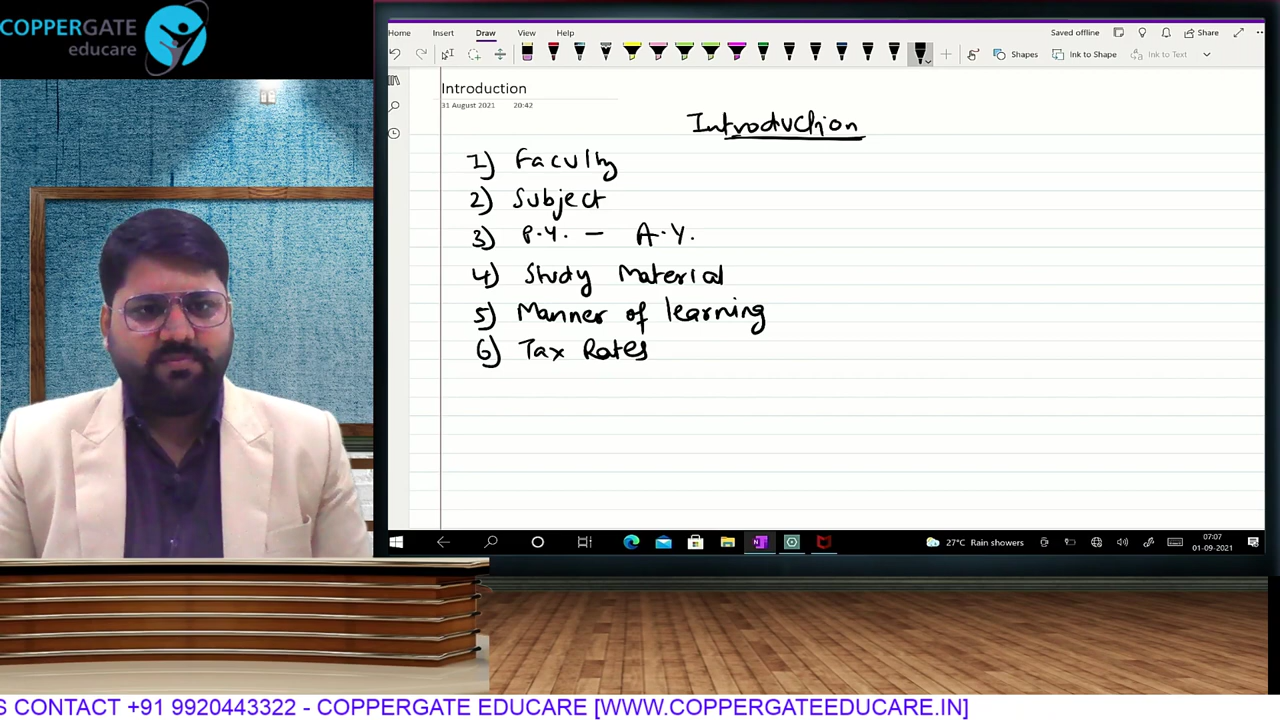 COPPERGATE
educare
Home Insert Draw View Help
Saved offline
Share
Shapes
Ink to Shape
Ink to Text
Introduction
31 August 2021 20:42
Introduction
1) Faculty
2) Subject
3) P.Y. - A.Y.
4) Study Material
5) Manner of learning
6) Tax Rates
27°C Rain showers
07:07
01-09-2021
S CONTACT +91 9920443322 - COPPERGATE EDUCARE [WWW.COPPERGATEEDUCARE.IN]